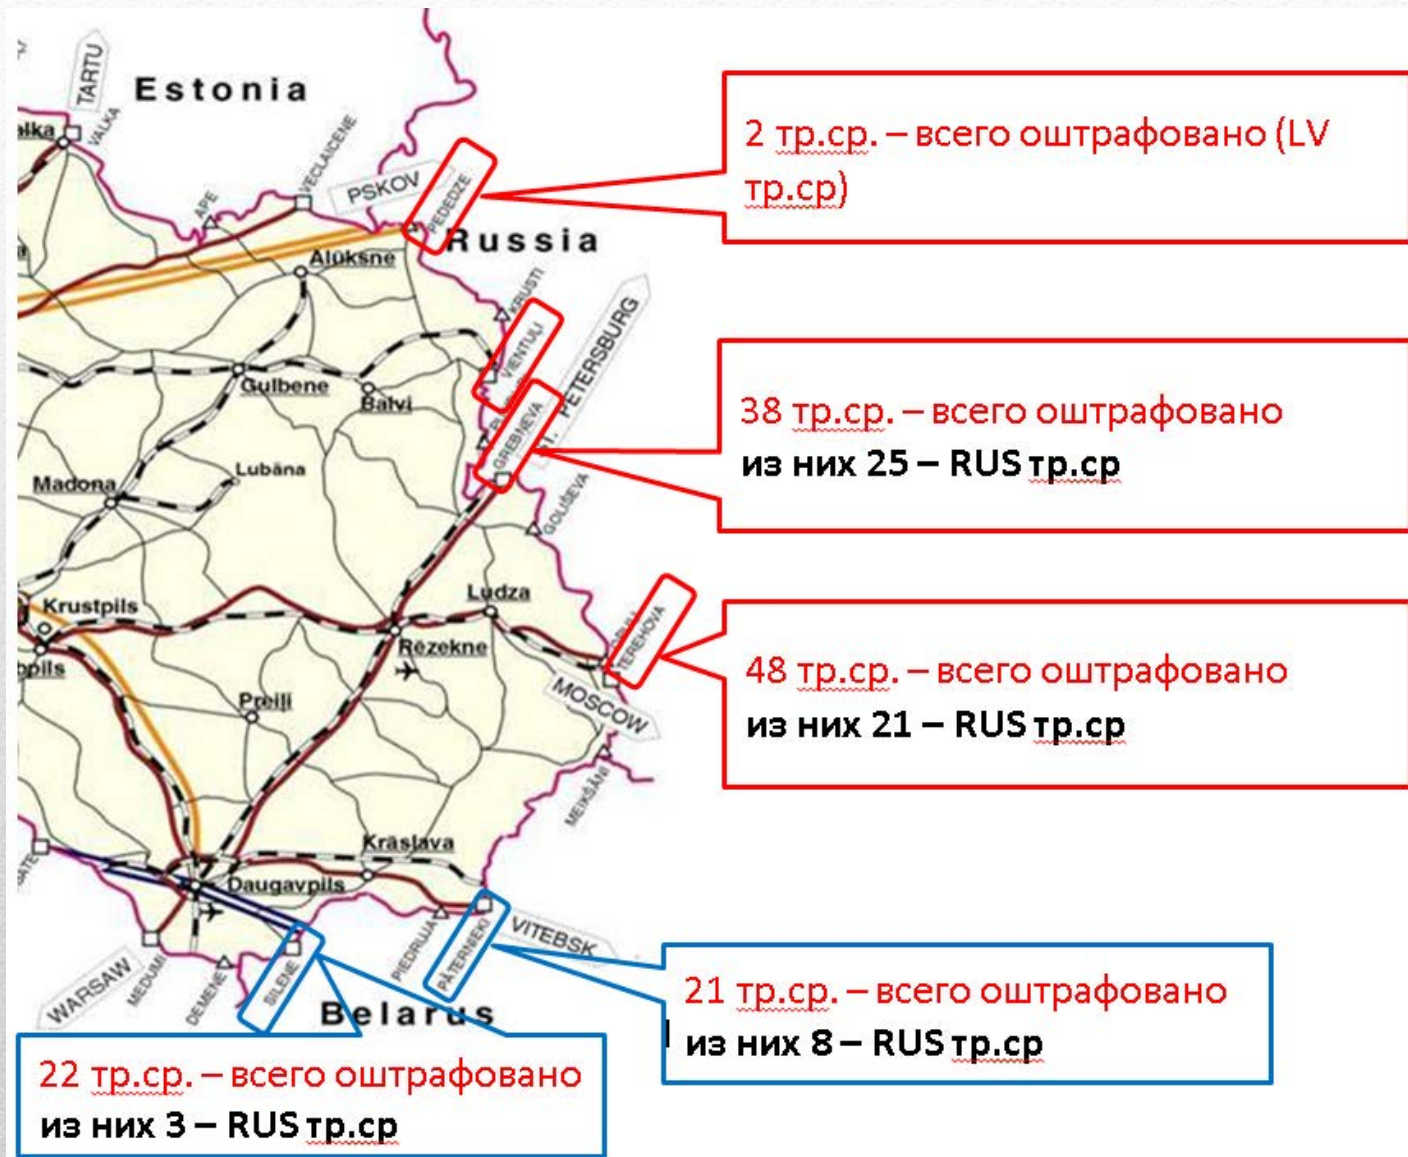 TARTU
VALKA
Estonia
VECLAICENE
APE
PSKOV
PEDEDZE
Russia
Alūksne
KRUSTI
VIENTUĻI
PETERSBURG
GREBNEVA
Gulbene
Balvi
Madona
Lubāna
GOLIŠEVA
Krustpils
Ludza
Rēzekne
TEREHOVA
MOSCOW
Preiļi
MEIKŠĀNI
Krāslava
Daugavpils
PIEDRUJA
PĀTERNIEKI
VITEBSK
WARSAW
MEDUMI
DEMENE
SILENE
Belarus
2 тр.ср. – всего оштрафовано (LV
тр.ср)
38 тр.ср. – всего оштрафовано
из них 25 – RUS тр.ср
48 тр.ср. – всего оштрафовано
из них 21 – RUS тр.ср
21 тр.ср. – всего оштрафовано
из них 8 – RUS тр.ср
22 тр.ср. – всего оштрафовано
из них 3 – RUS тр.ср